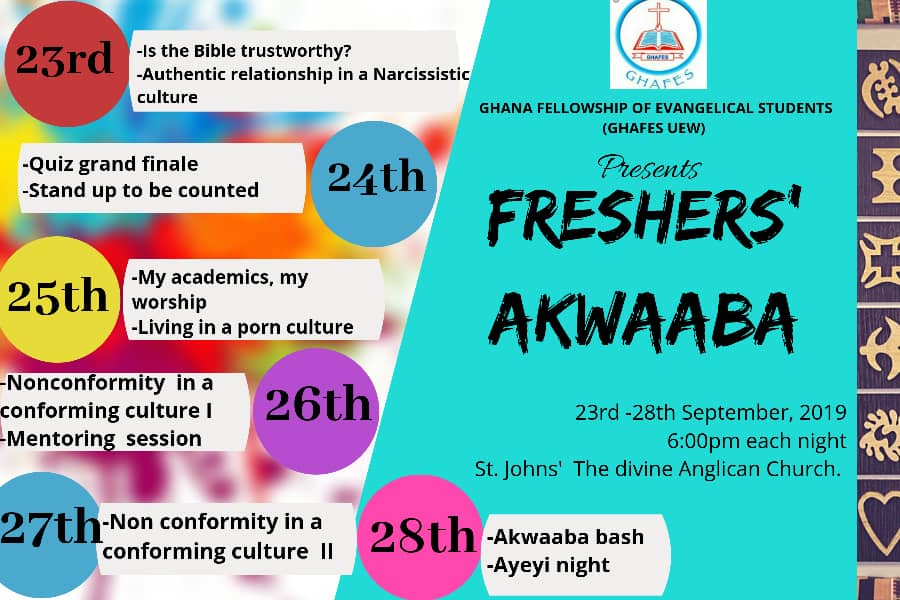 23rd
-Is the Bible trustworthy?
-Authentic relationship in a Narcissistic
culture
24th
-Quiz grand finale
-Stand up to be counted
25th
-My academics, my
worship
-Living in a porn culture
26th
-Nonconformity in a
conforming culture I
-Mentoring session
27th
-Non conformity in a
conforming culture II
28th
-Akwaaba bash
-Ayeyi night
GHAFES
GHAFES
GHANA FELLOWSHIP OF EVANGELICAL STUDENTS
(GHAFES UEW)
Presents
FRESHERS'
AKWAABA
23rd -28th September, 2019
6:00pm each night
St. Johns' The divine Anglican Church.